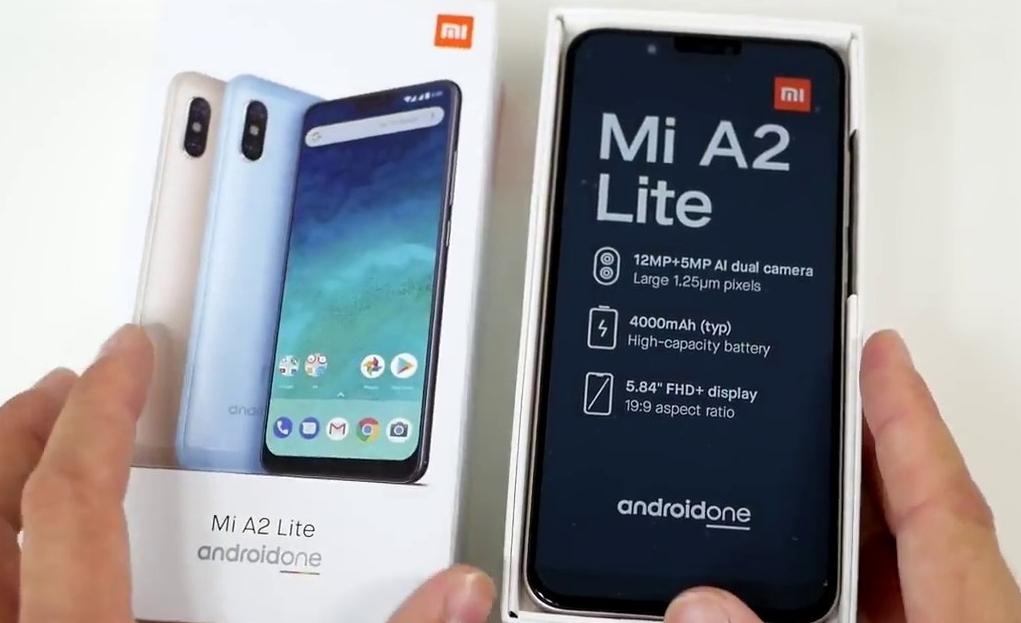 mi
andr
Mi A2 Lite
androidone
mi
Mi A2
Lite
12MP+5MP AI dual camera
Large 1.25µm pixels
4000mAh (typ)
High-capacity battery
5.84" FHD+ display
19:9 aspect ratio
androidone